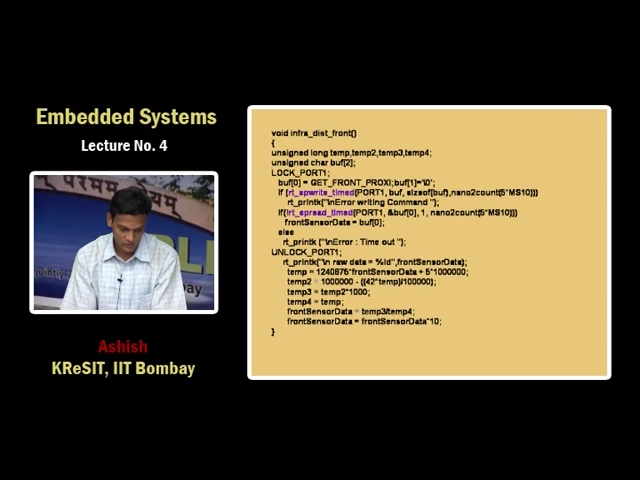 Embedded Systems
Lecture No. 4
परमम्
jointly
bay
Ashish
KReSIT, IIT Bombay
void infra_dist_front()
{
unsigned long temp,temp2,temp3,temp4;
unsigned char buf[2];
LOCK_PORT1;
buf[0] = GET_FRONT_PROXI;buf[1]='\0';
if (rt_spwrite_timed(PORT1, buf, sizeof(buf),nano2count(5*MS10)))
rt_printk("\nError writing Command ");
if(!rt_spread_timed(PORT1, &buf[0], 1, nano2count(5*MS10)))
frontSensorData = buf[0];
else
rt_printk ("\nError : Time out ");
UNLOCK_PORT1;
rt_printk("\n raw data = %ld",frontSensorData);
temp = 1240875*frontSensorData + 5*1000000;
temp2 = 1000000 - ((42*temp)/100000);
temp3 = temp2*1000;
temp4 = temp;
frontSensorData = temp3/temp4;
frontSensorData = frontSensorData*10;
}